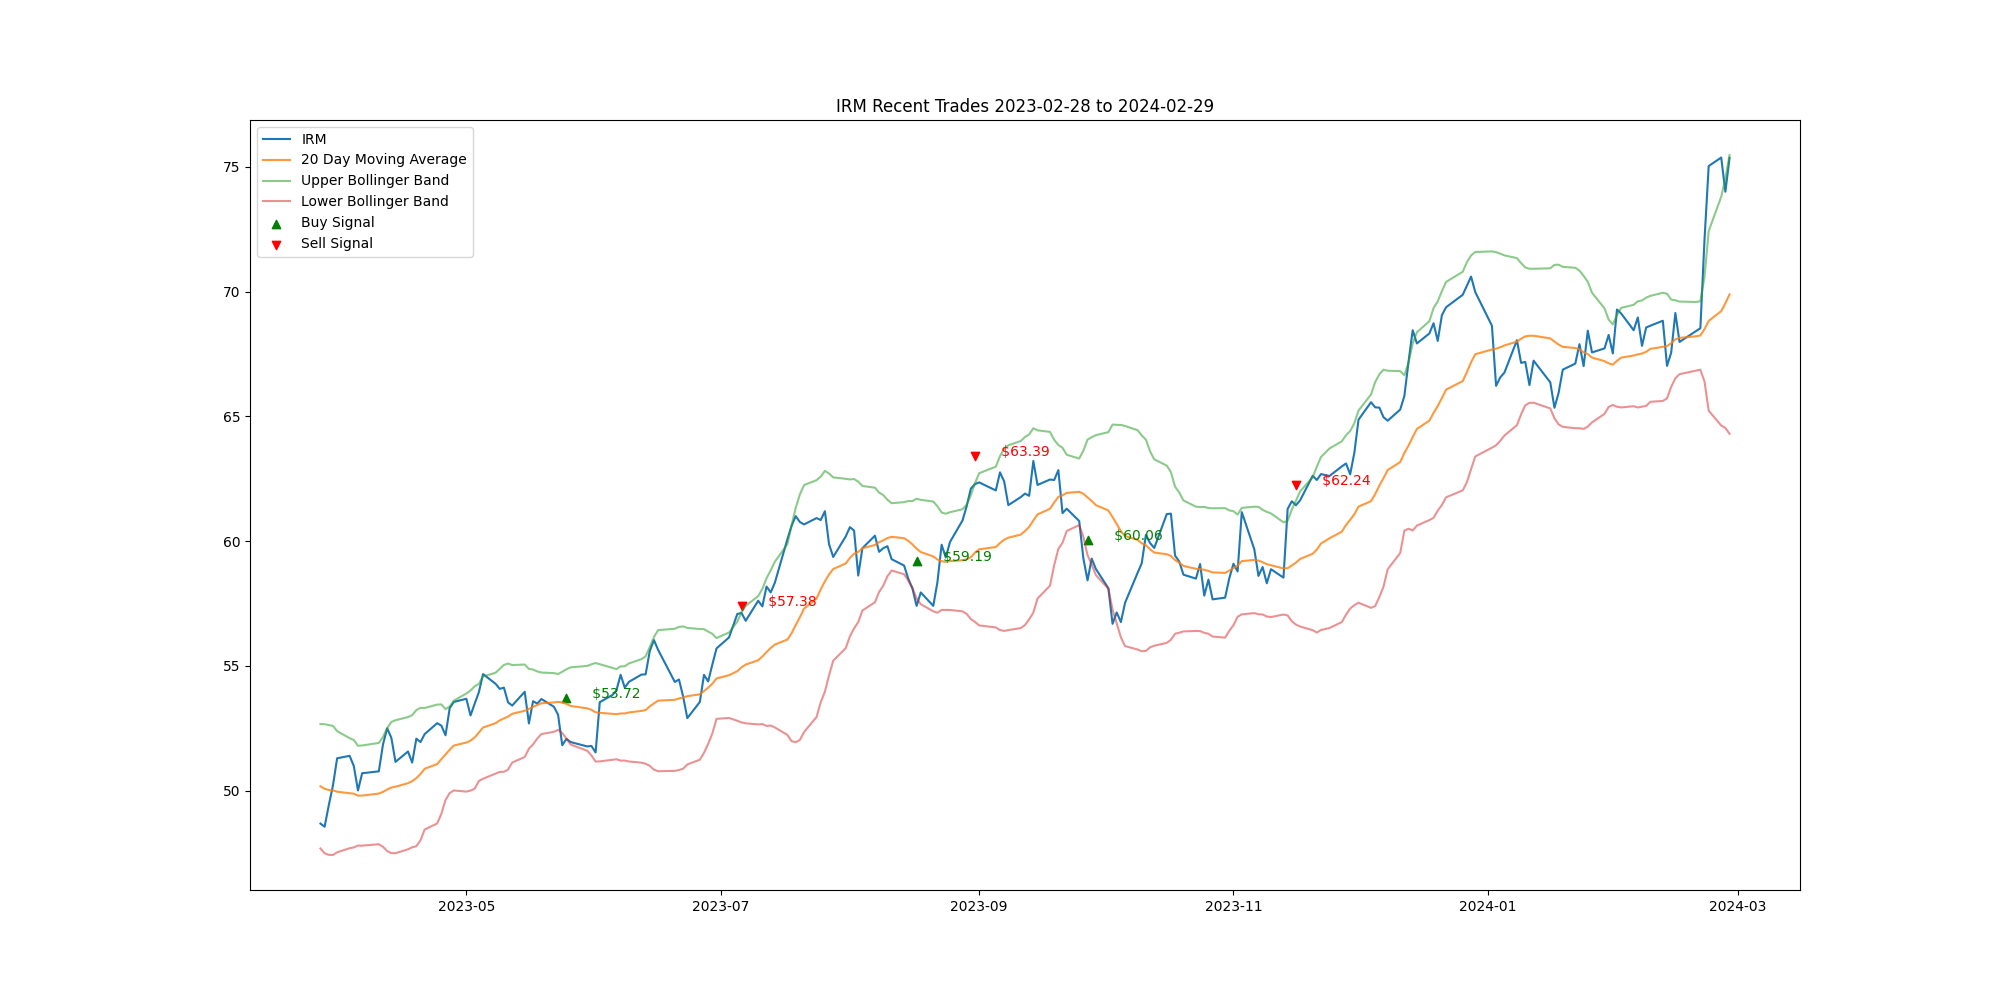 IRM Recent Trades 2023-02-28 to 2024-02-29
IRM
20 Day Moving Average
Upper Bollinger Band
Lower Bollinger Band
Buy Signal
Sell Signal
75
70
65
60
55
50
$53.72
$57.38
$59.19
$63.39
$60.06
$62.24
2023-05
2023-07
2023-09
2023-11
2024-01
2024-03